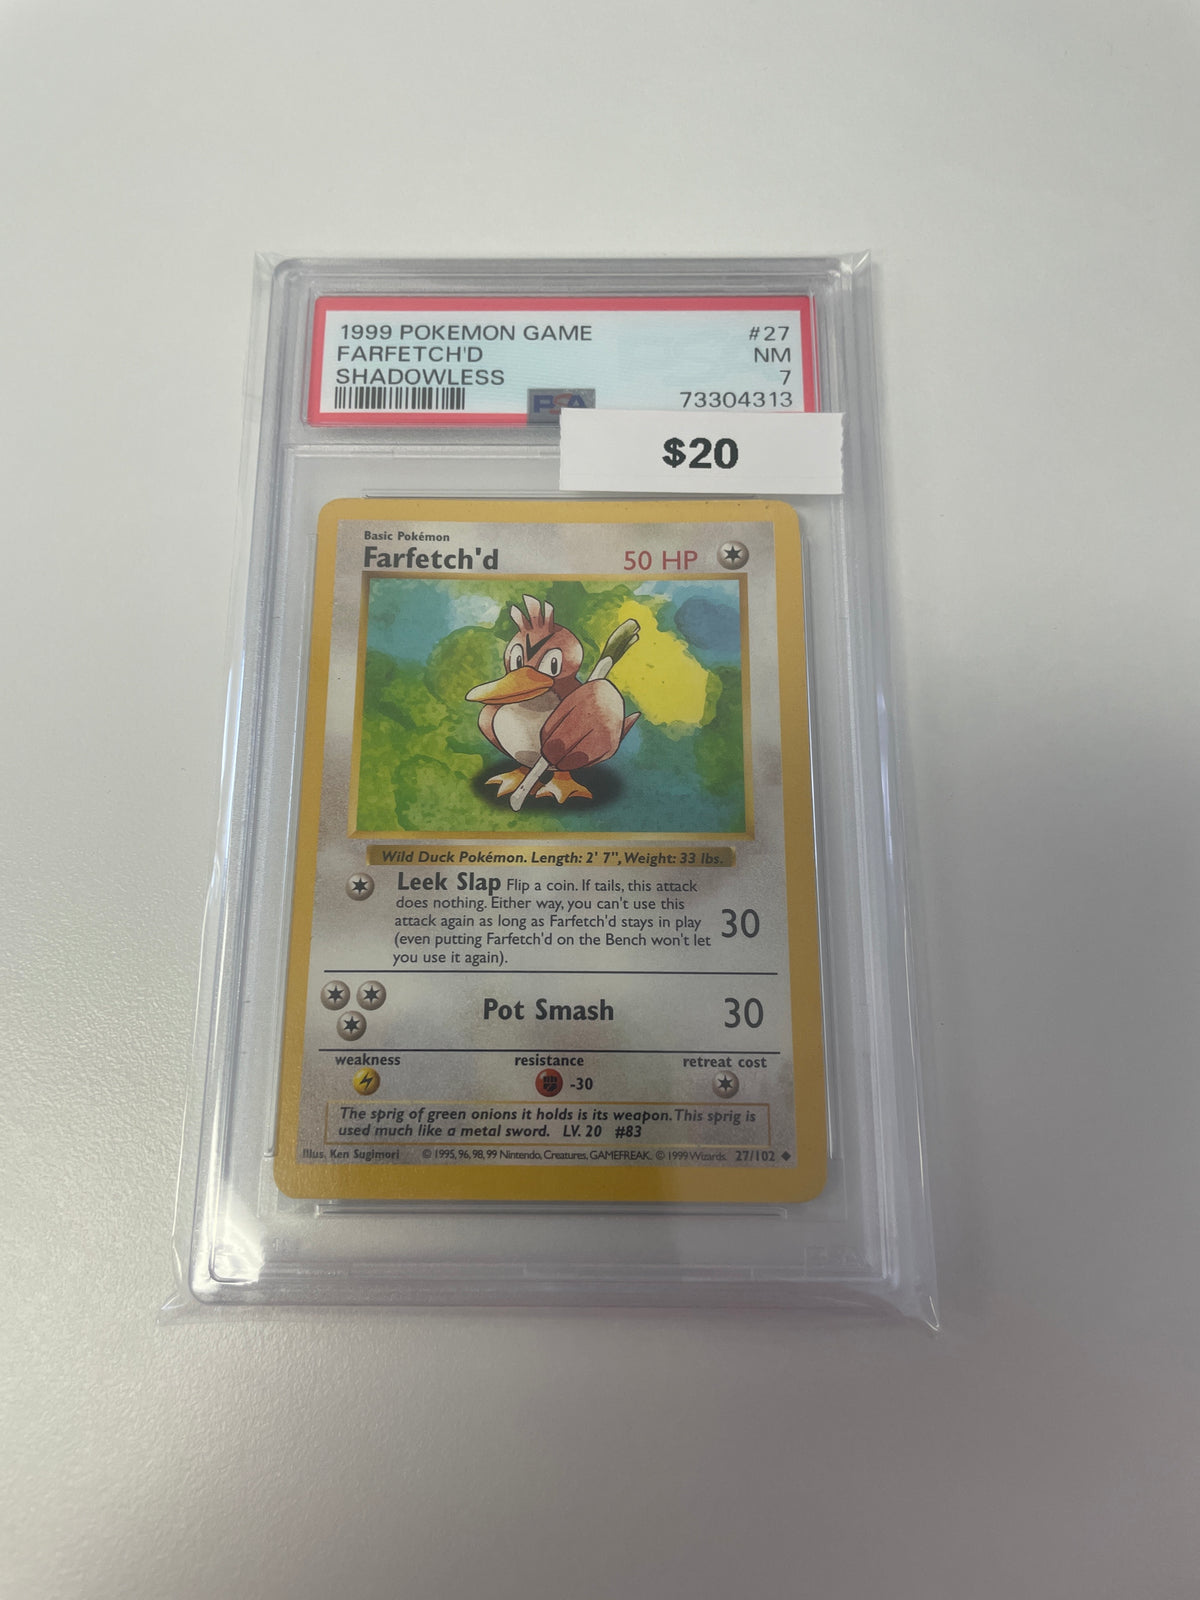 1999 POKEMON GAME #27
FARFETCH'D NM
SHADOWLESS 7
PSA 73304313
$20
Basic Pokémon
Farfetch'd 50 HP
Wild Duck Pokémon. Length: 2' 7", Weight: 33 lbs.
Leek Slap Flip a coin. If tails, this attack
does nothing. Either way, you can't use this
attack again as long as Farfetch'd stays in play 30
(even putting Farfetch'd on the Bench won't let
you use it again).
Pot Smash 30
weakness resistance retreat cost
-30
The sprig of green onions it holds is its weapon. This sprig is
used much like a metal sword. LV. 20 #83
Illus. Ken Sugimori © 1995, 96, 98, 99 Nintendo, Creatures, GAMEFREAK. © 1999 Wizards. 27/102